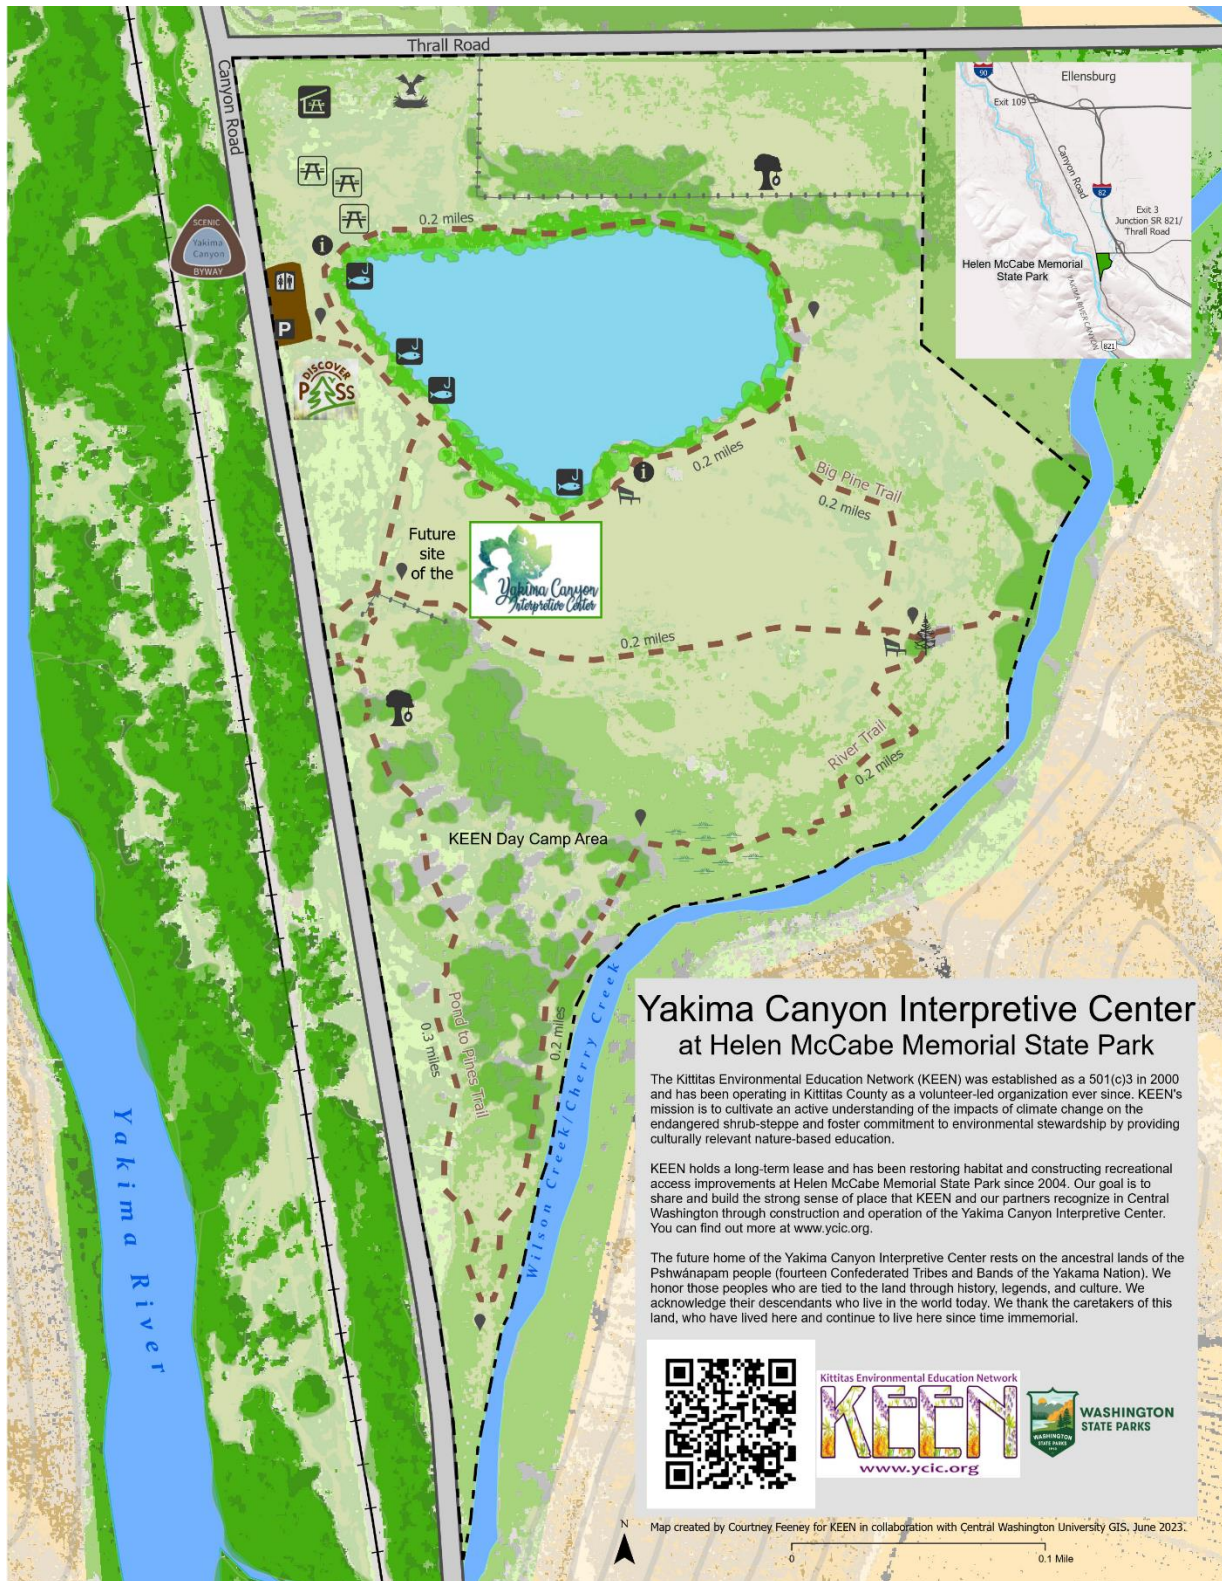 Thrall Road
Canyon Road
90
Ellensburg
Exit 109
Canyon Road
82
Exit 3
Junction SR 821/
Thrall Road
Helen McCabe Memorial
State Park
YAKIMA RIVER CANYON
821
SCENIC
Yakima
Canyon
BYWAY
0.2 miles
i
P
DISCOVER
PASS
0.2 miles
i
Big Pine Trail
0.2 miles
Future
site
of the
Yakima Canyon
Interpretive Center
0.2 miles
River Trail
0.2 miles
KEEN Day Camp Area
Pond to Pines Trail
0.3 miles
0.2 miles
Wilson Creek/Cherry Creek
Yakima River
Yakima Canyon Interpretive Center
at Helen McCabe Memorial State Park
The Kittitas Environmental Education Network (KEEN) was established as a 501(c)3 in 2000
and has been operating in Kittitas County as a volunteer-led organization ever since. KEEN's
mission is to cultivate an active understanding of the impacts of climate change on the
endangered shrub-steppe and foster commitment to environmental stewardship by providing
culturally relevant nature-based education.
KEEN holds a long-term lease and has been restoring habitat and constructing recreational
access improvements at Helen McCabe Memorial State Park since 2004. Our goal is to
share and build the strong sense of place that KEEN and our partners recognize in Central
Washington through construction and operation of the Yakima Canyon Interpretive Center.
You can find out more at www.ycic.org.
The future home of the Yakima Canyon Interpretive Center rests on the ancestral lands of the
Pshwánapam people (fourteen Confederated Tribes and Bands of the Yakama Nation). We
honor those peoples who are tied to the land through history, legends, and culture. We
acknowledge their descendants who live in the world today. We thank the caretakers of this
land, who have lived here and continue to live here since time immemorial.
Kittitas Environmental Education Network
KEEN
www.ycic.org
WASHINGTON
STATE PARKS
WASHINGTON
STATE PARKS
N
Map created by Courtney Feeney for KEEN in collaboration with Central Washington University GIS. June 2023.
0
0.1 Mile